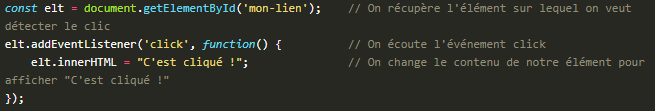 const elt = document.getElementById('mon-lien');    // On récupère l'élément sur lequel on veut
détecter le clic
elt.addEventListener('click', function() {          // On écoute l'événement click
    elt.innerHTML = "C'est cliqué !";               // On change le contenu de notre élément pour
afficher "C'est cliqué !"
});